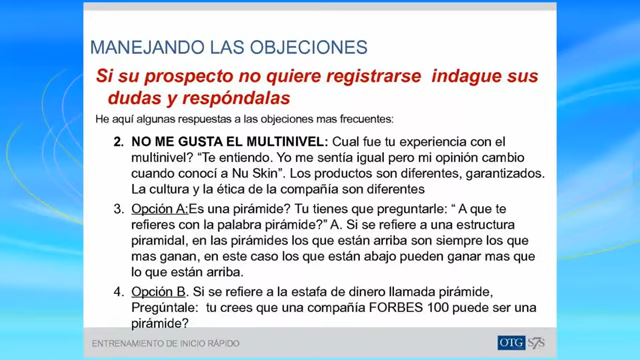 MANEJANDO LAS OBJECIONES
Si su prospecto no quiere registrarse indague sus
dudas y respóndalas
He aquí algunas respuestas a las objeciones mas frecuentes:
2. NO ME GUSTA EL MULTINIVEL: Cual fue tu experiencia con el
multinivel? “Te entiendo. Yo me sentía igual pero mi opinión cambio
cuando conocí a Nu Skin”. Los productos son diferentes, garantizados.
La cultura y la ética de la compañía son diferentes
3. Opción A:Es una pirámide? Tu tienes que preguntarle: “ A que te
refieres con la palabra pirámide?” A. Si se refiere a una estructura
piramidal, en las pirámides los que están arriba son siempre los que
mas ganan, en este caso los que están abajo pueden ganar mas que
lo que están arriba.
4. Opción B. Si se refiere a la estafa de dinero llamada pirámide,
Pregúntale: tu crees que una compañía FORBES 100 puede ser una
pirámide?
ENTRENAMIENTO DE INICIO RÁPIDO
OTG S7S